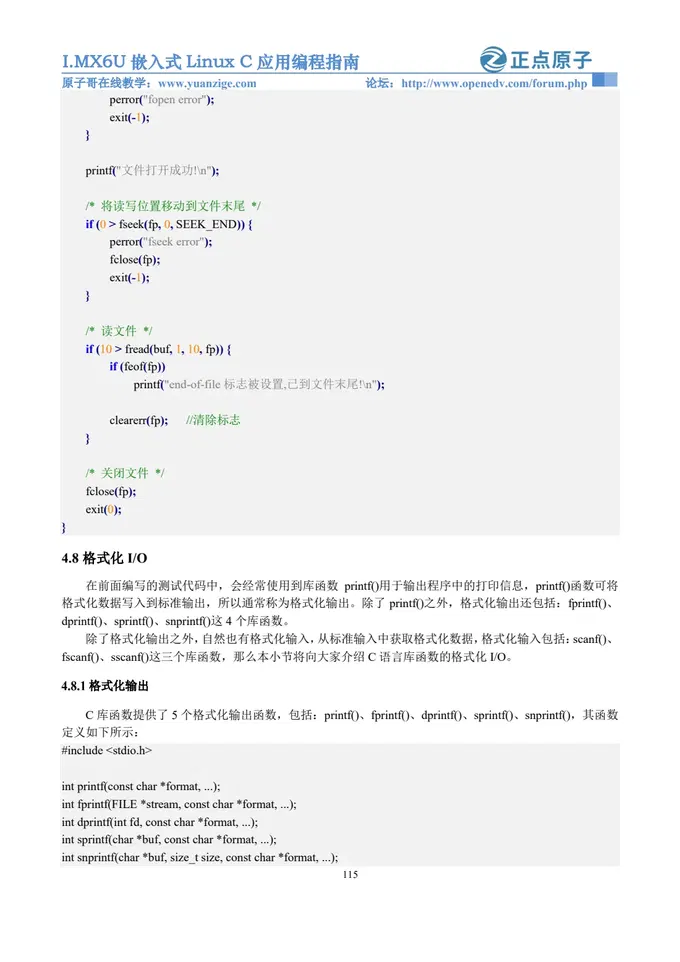 I.MX6U 嵌入式 Linux C 应用编程指南
正点原子
原子哥在线教学：www.yuanzige.com 论坛：http://www.openedv.com/forum.php
perror("fopen error");
exit(-1);
}
printf("文件打开成功!\n");
/* 将读写位置移动到文件末尾 */
if (0 > fseek(fp, 0, SEEK_END)) {
perror("fseek error");
fclose(fp);
exit(-1);
}
/* 读文件 */
if (10 > fread(buf, 1, 10, fp)) {
if (feof(fp))
printf("end-of-file 标志被设置,已到文件末尾!\n");
clearerr(fp); //清除标志
}
/* 关闭文件 */
fclose(fp);
exit(0);
}
4.8 格式化 I/O
在前面编写的测试代码中，会经常使用到库函数 printf()用于输出程序中的打印信息，printf()函数可将
格式化数据写入到标准输出，所以通常称为格式化输出。除了 printf()之外，格式化输出还包括：fprintf()、
dprintf()、sprintf()、snprintf()这 4 个库函数。
除了格式化输出之外，自然也有格式化输入，从标准输入中获取格式化数据，格式化输入包括：scanf()、
fscanf()、sscanf()这三个库函数，那么本小节将向大家介绍 C 语言库函数的格式化 I/O。
4.8.1 格式化输出
C 库函数提供了 5 个格式化输出函数，包括：printf()、fprintf()、dprintf()、sprintf()、snprintf()，其函数
定义如下所示：
#include <stdio.h>
int printf(const char *format, ...);
int fprintf(FILE *stream, const char *format, ...);
int dprintf(int fd, const char *format, ...);
int sprintf(char *buf, const char *format, ...);
int snprintf(char *buf, size_t size, const char *format, ...);
115